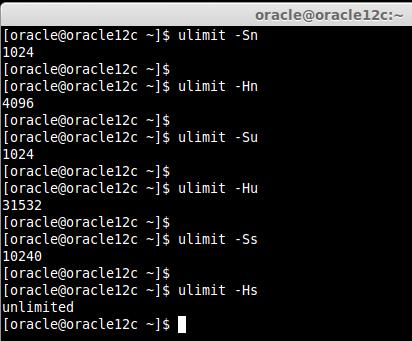 oracle@oracle12c:~
[oracle@oracle12c ~]$ ulimit -Sn
1024
[oracle@oracle12c ~]$
[oracle@oracle12c ~]$ ulimit -Hn
4096
[oracle@oracle12c ~]$
[oracle@oracle12c ~]$ ulimit -Su
1024
[oracle@oracle12c ~]$
[oracle@oracle12c ~]$ ulimit -Hu
31532
[oracle@oracle12c ~]$
[oracle@oracle12c ~]$ ulimit -Ss
10240
[oracle@oracle12c ~]$
[oracle@oracle12c ~]$ ulimit -Hs
unlimited
[oracle@oracle12c ~]$